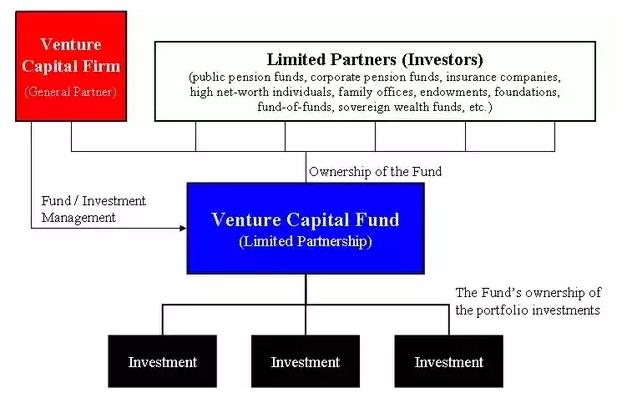 Venture
Capital Firm
(General Partner)
Limited Partners (Investors)
(public pension funds, corporate pension funds, insurance companies,
high net-worth individuals, family offices, endowments, foundations,
fund-of-funds, sovereign wealth funds, etc.)
Ownership of the Fund
Fund / Investment
Management
Venture Capital Fund
(Limited Partnership)
The Fund's ownership of
the portfolio investments
Investment
Investment
Investment